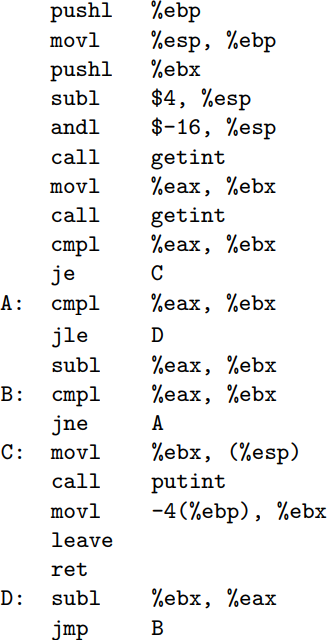 pushl %ebp
movl %esp, %ebp
pushl %ebx
subl $4, %esp
andl $-16, %esp
call getint
movl %eax, %ebx
call getint
cmpl %eax, %ebx
je C
A: cmpl %eax, %ebx
jle D
subl %eax, %ebx
B: cmpl %eax, %ebx
jne A
C: movl %ebx, (%esp)
call putint
movl -4(%ebp), %ebx
leave
ret
D: subl %ebx, %eax
jmp B